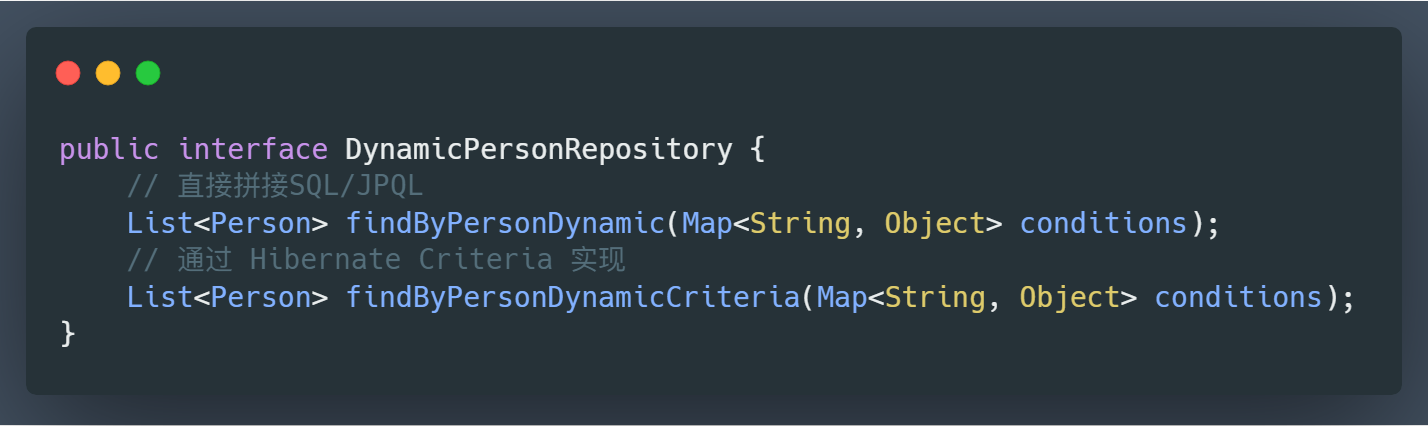 public interface DynamicPersonRepository {
    // 直接拼接SQL/JPQL
    List<Person> findByPersonDynamic(Map<String, Object> conditions);
    // 通过 Hibernate Criteria 实现
    List<Person> findByPersonDynamicCriteria(Map<String, Object> conditions);
}